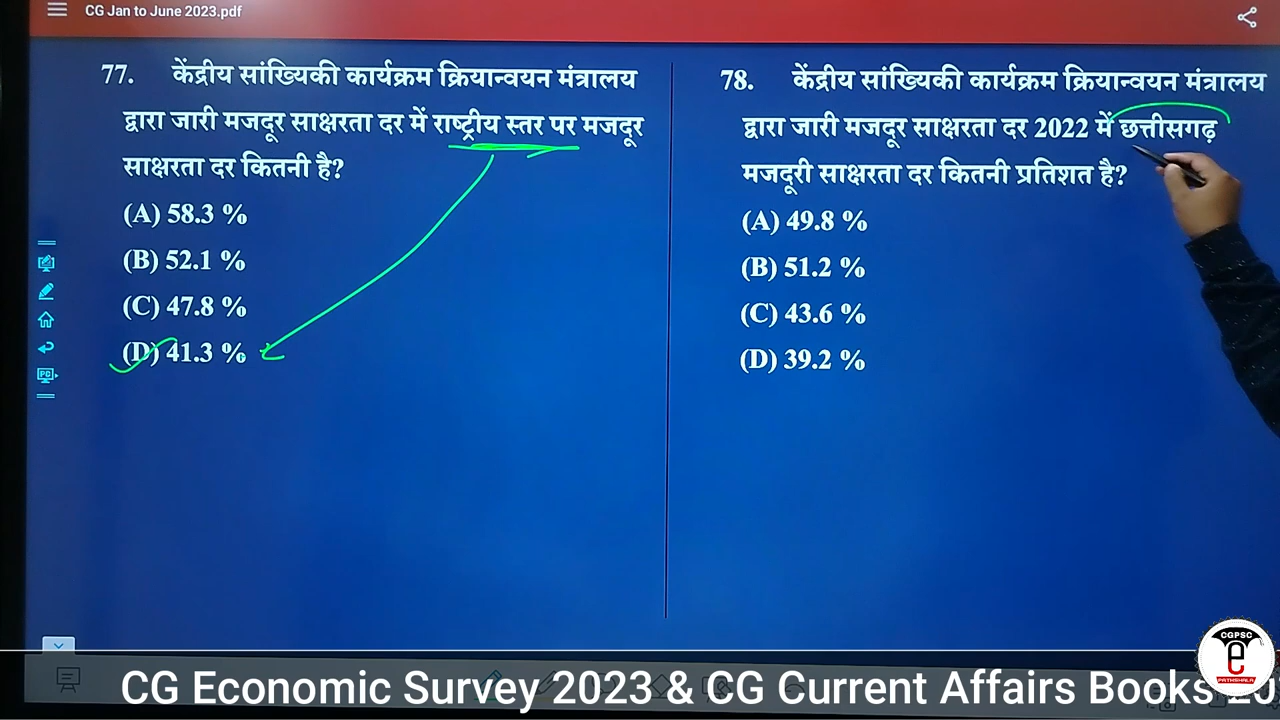 CG Jan to June 2023.pdf
77. केंद्रीय सांख्यिकी कार्यक्रम क्रियान्वयन मंत्रालय
द्वारा जारी मजदूर साक्षरता दर में राष्ट्रीय स्तर पर मजदूर
साक्षरता दर कितनी है?
(A) 58.3 %
(B) 52.1 %
(C) 47.8 %
(D) 41.3 %
78. केंद्रीय सांख्यिकी कार्यक्रम क्रियान्वयन मंत्रालय
द्वारा जारी मजदूर साक्षरता दर 2022 में छत्तीसगढ़
मजदूरी साक्षरता दर कितनी प्रतिशत है?
(A) 49.8 %
(B) 51.2 %
(C) 43.6 %
(D) 39.2 %
CG Economic Survey 2023 & CG Current Affairs Books
CGPSC
e
PATHSHALA